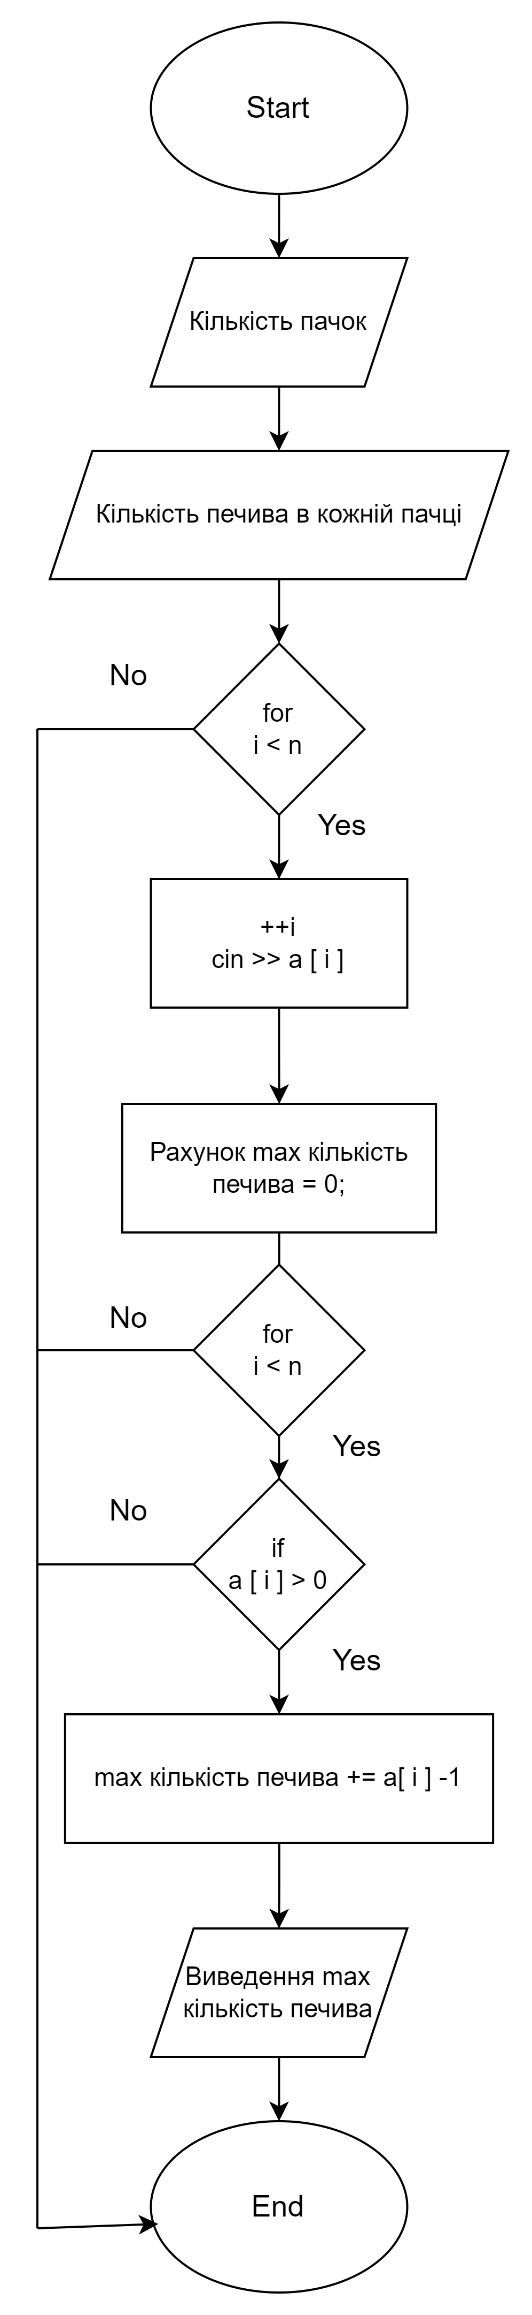 Start
Кількість пачок
Кількість печива в кожній пачці
No
for
i < n
Yes
++i
cin >> a [ i ]
Рахунок max кількість
печива = 0;
No
for
i < n
Yes
No
if
a [ i ] > 0
Yes
max кількість печива += a[ i ] -1
Виведення max
кількість печива
End